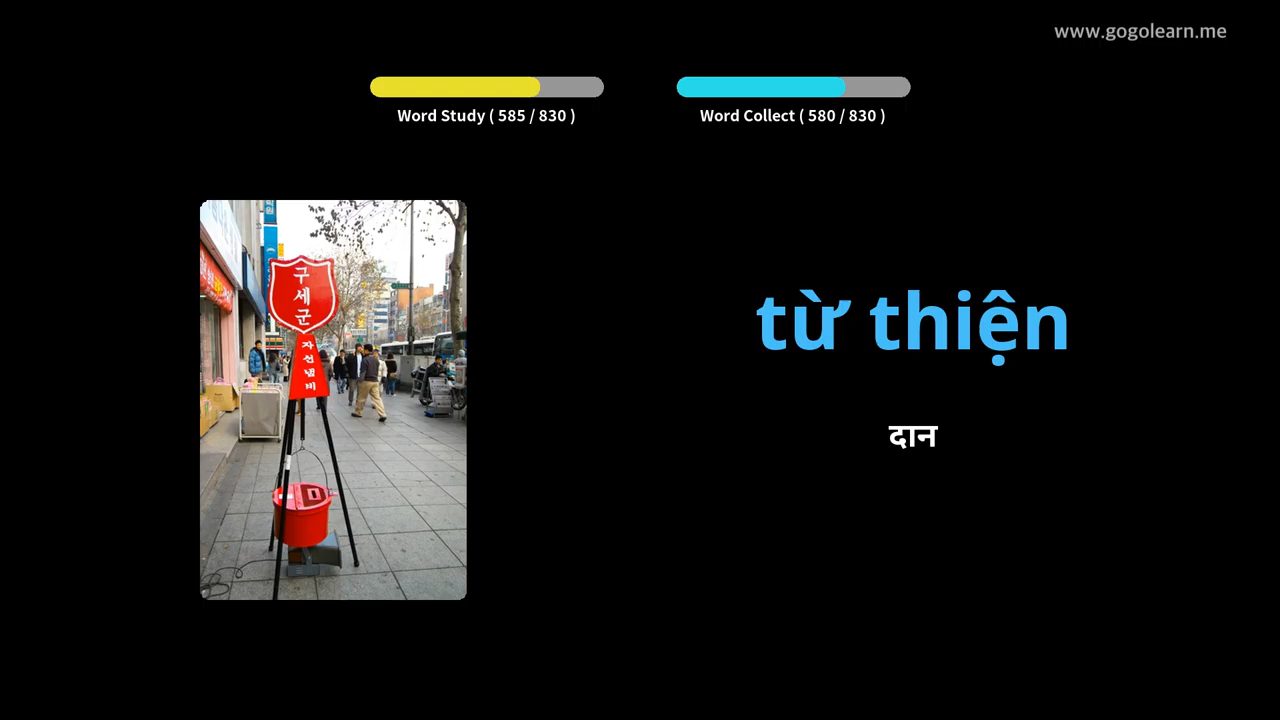 www.gogolearn.me
Word Study ( 585 / 830 )
Word Collect ( 580 / 830 )
구세군
자선냄비
từ thiện
दान